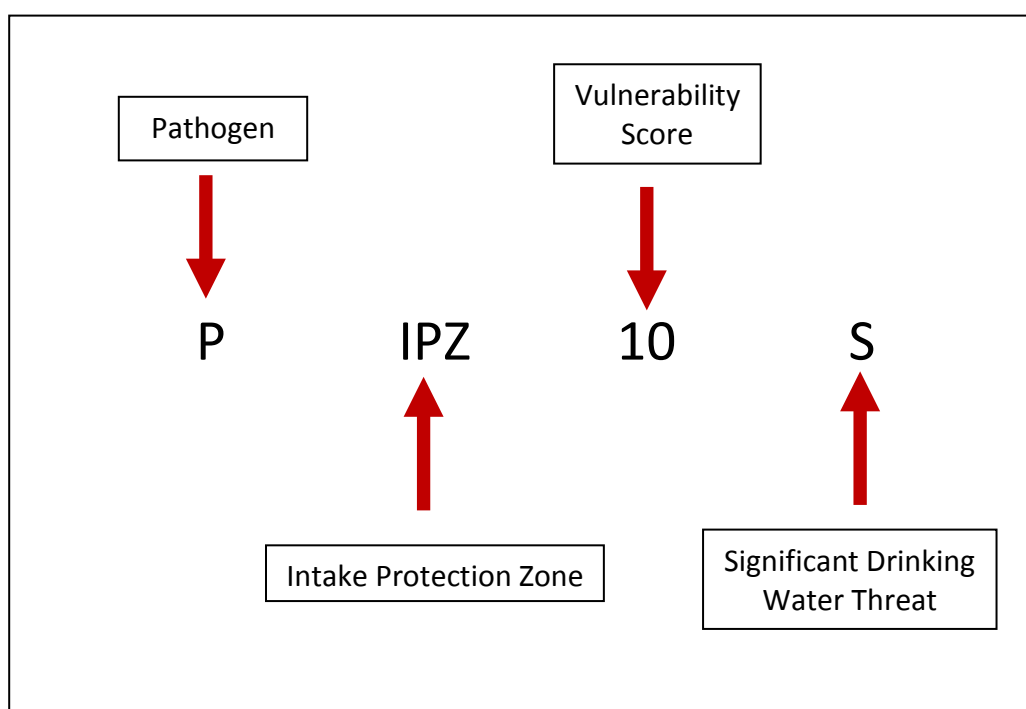 Pathogen
Vulnerability
Score
P IPZ 10 S
Intake Protection Zone
Significant Drinking
Water Threat